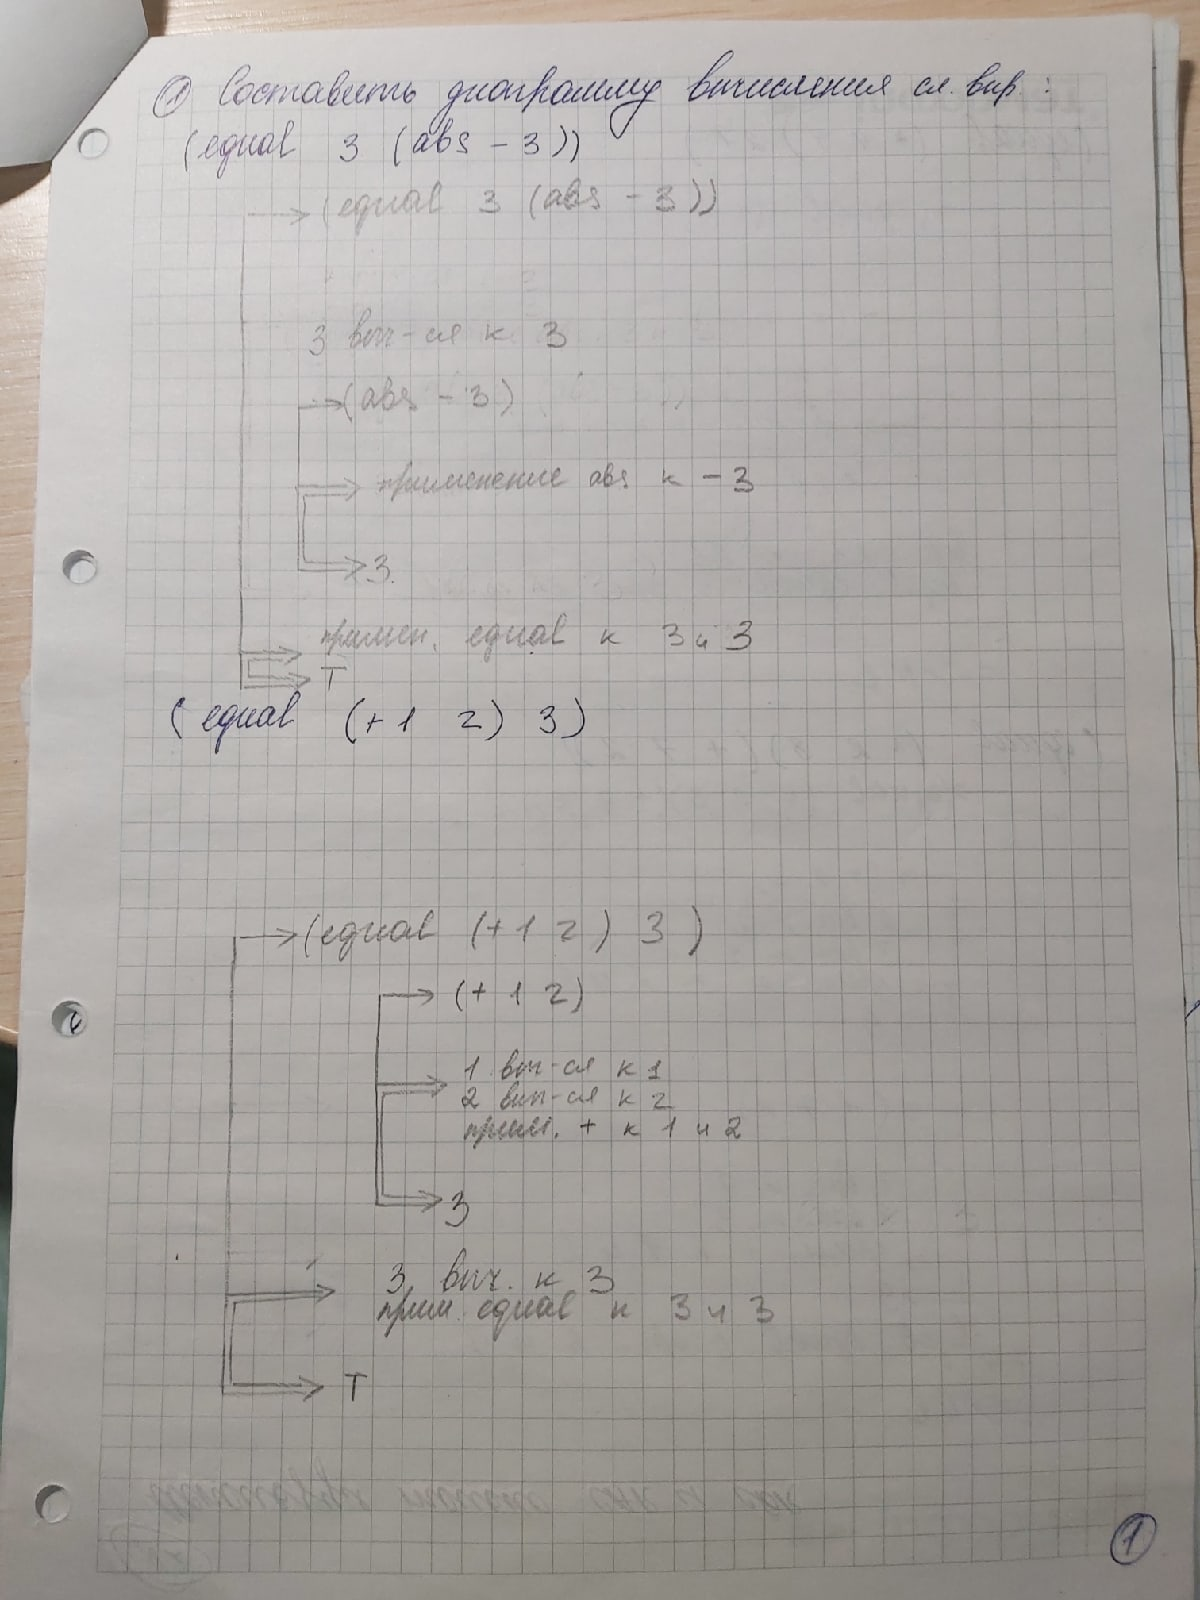 ① Составить диаграмму вычисления сл. выр.:
(equal 3 (abs - 3))
(equal 3 (abs - 3))
3 выч-ся к 3
(abs - 3)
применение abs к - 3
3.
примен. equal к 3 и 3
T
(equal (+ 1 2) 3)
(equal (+ 1 2) 3)
(+ 1 2)
1 выч-ся к 1
2 выч-ся к 2
прим. + к 1 и 2
3
3 выч. к 3
прим. equal к 3 и 3
T
1